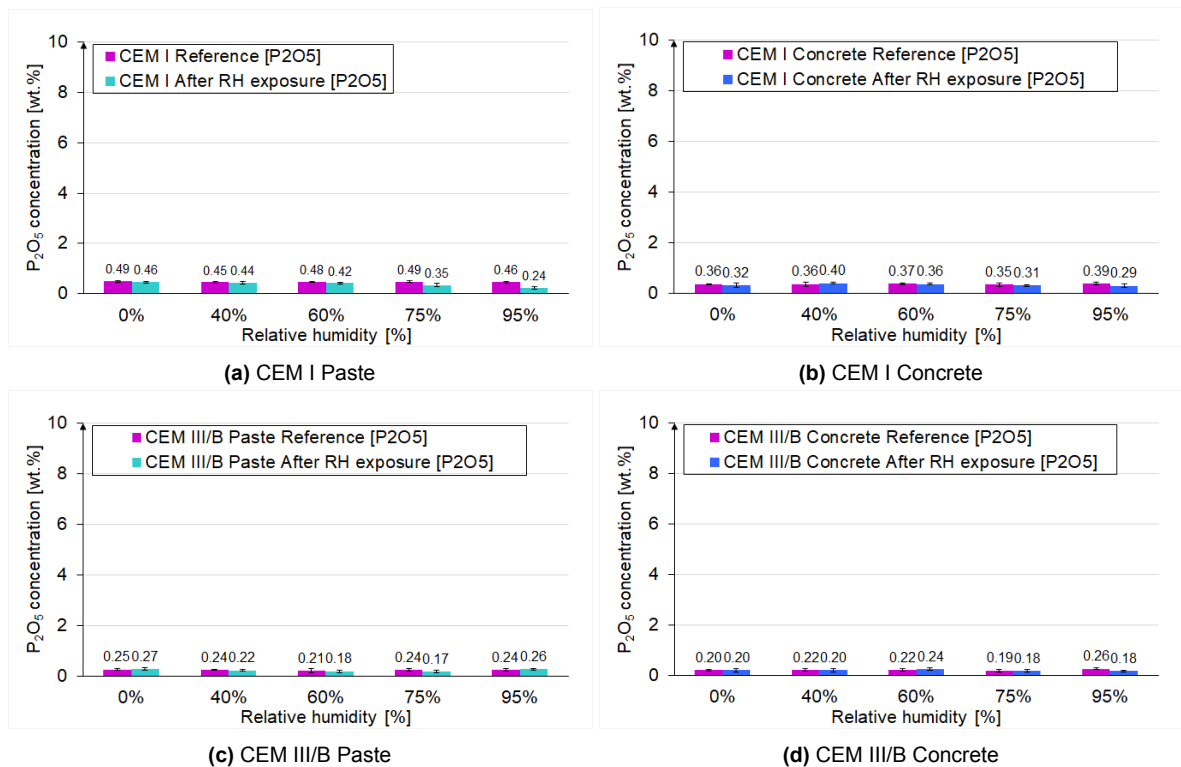 10
CEM I Reference [P2O5]
CEM I After RH exposure [P2O5]
8
6
4
2
0
P₂O₅ concentration [wt.%]
0.49 0.46 0.45 0.44 0.48 0.42 0.49 0.35 0.46 0.24
0% 40% 60% 75% 95%
Relative humidity [%]
(a) CEM I Paste
10
CEM I Concrete Reference [P2O5]
CEM I Concrete After RH exposure [P2O5]
8
6
4
2
0
P₂O₅ concentration [wt.%]
0.36 0.32 0.36 0.40 0.37 0.36 0.35 0.31 0.39 0.29
0% 40% 60% 75% 95%
Relative humidity [%]
(b) CEM I Concrete
10
CEM III/B Paste Reference [P2O5]
CEM III/B Paste After RH exposure [P2O5]
8
6
4
2
0
P₂O₅ concentration [wt.%]
0.25 0.27 0.24 0.22 0.21 0.18 0.24 0.17 0.24 0.26
0% 40% 60% 75% 95%
Relative humidity [%]
(c) CEM III/B Paste
10
CEM III/B Concrete Reference [P2O5]
CEM III/B Concrete After RH exposure [P2O5]
8
6
4
2
0
P₂O₅ concentration [wt.%]
0.20 0.20 0.22 0.20 0.22 0.24 0.19 0.18 0.26 0.18
0% 40% 60% 75% 95%
Relative humidity [%]
(d) CEM III/B Concrete